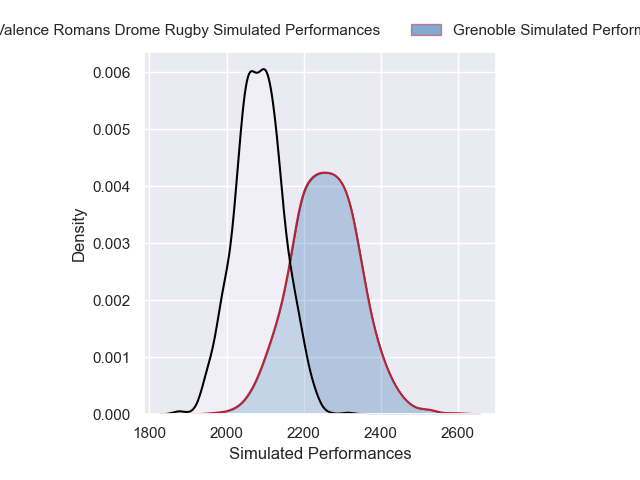 Valence Romans Drome Rugby Simulated Performances
Grenoble Simulated
0.006
0.005
0.004
0.003
0.002
0.001
0.000
Density
1800 2000 2200 2400 2600
Simulated Performances